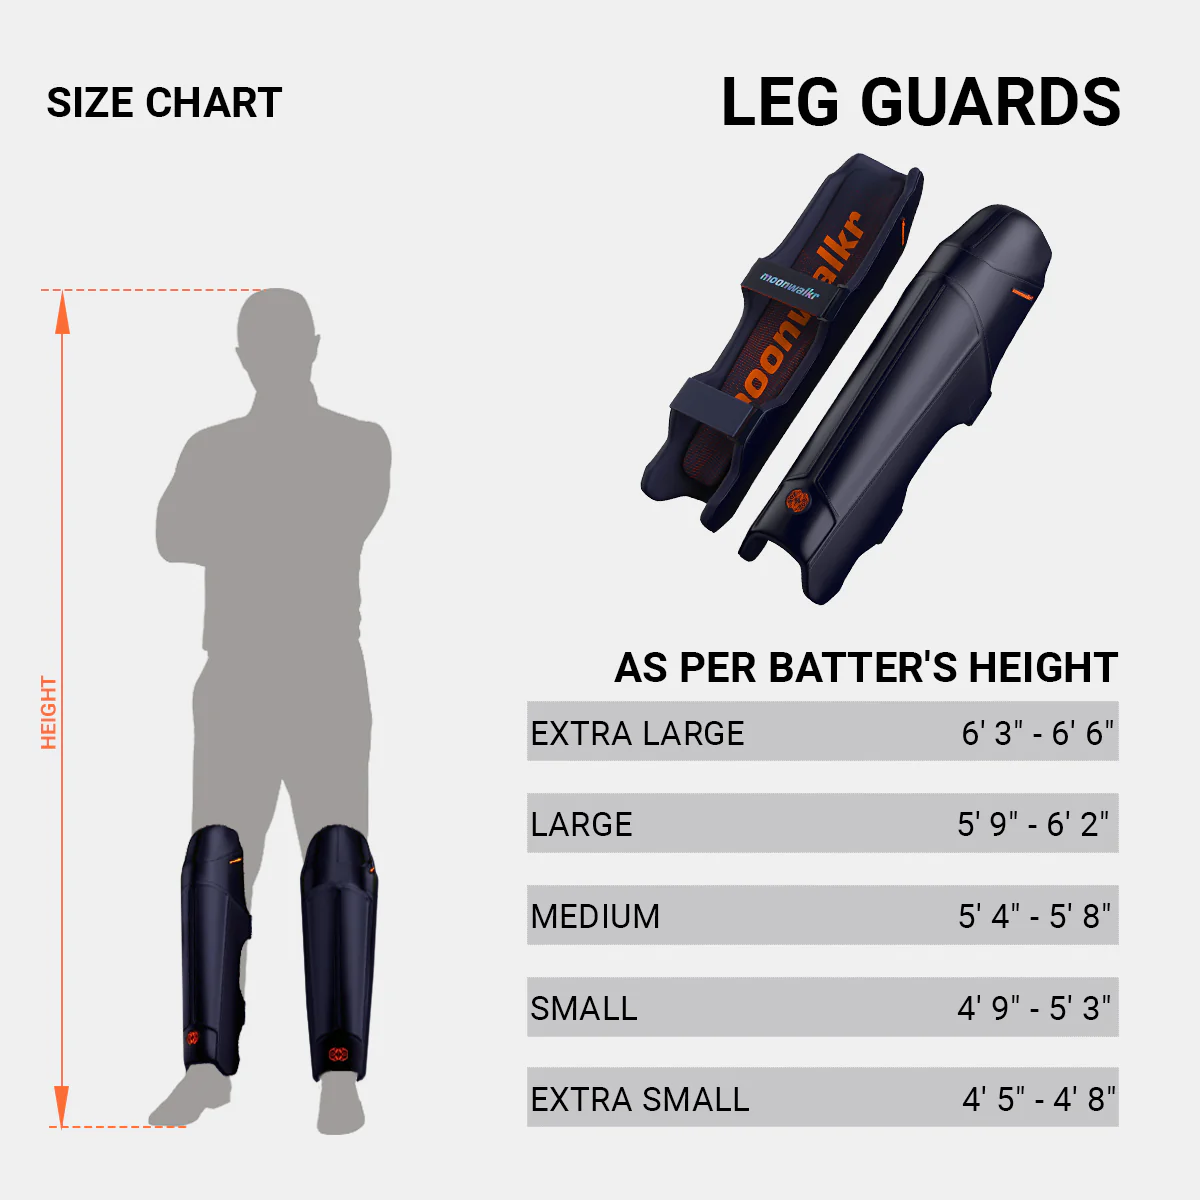 SIZE CHART
LEG GUARDS
moonwalkr
moonwalkr
HEIGHT
AS PER BATTER'S HEIGHT
EXTRA LARGE 6' 3" - 6' 6"
LARGE 5' 9" - 6' 2"
MEDIUM 5' 4" - 5' 8"
SMALL 4' 9" - 5' 3"
EXTRA SMALL 4' 5" - 4' 8"